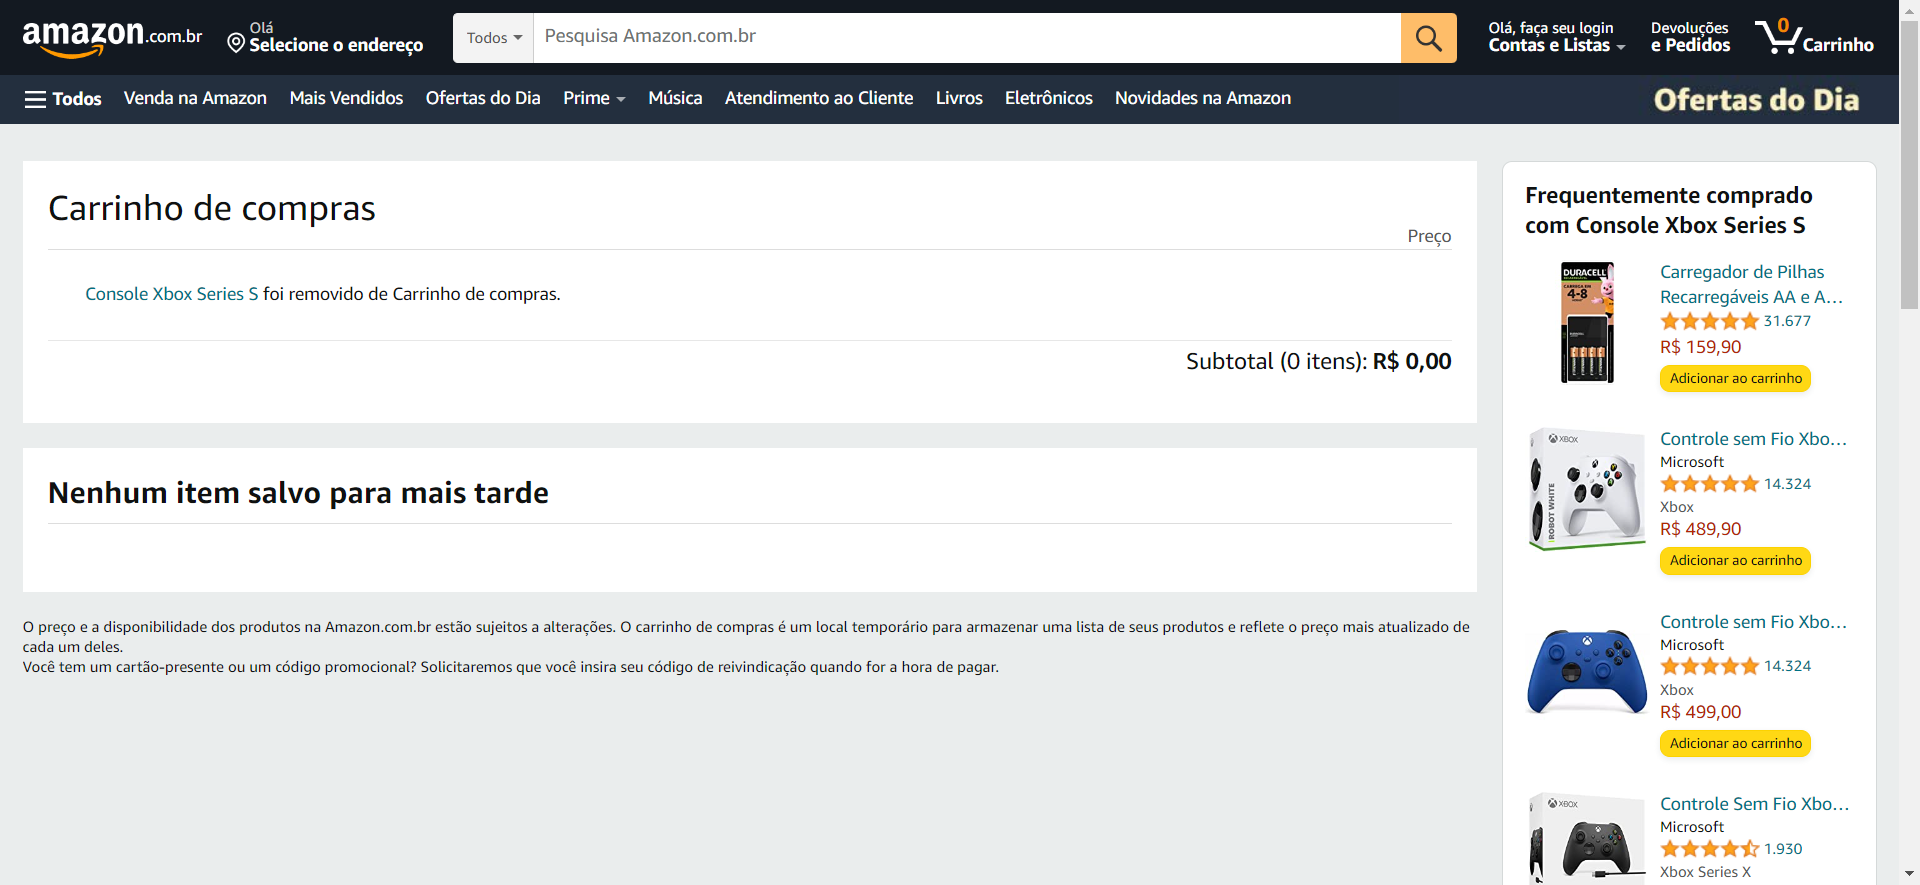 amazon.com.br
Olá
Selecione o endereço
Todos
Pesquisa Amazon.com.br
Olá, faça seu login
Contas e Listas
Devoluções
e Pedidos
0
Carrinho
Todos
Venda na Amazon
Mais Vendidos
Ofertas do Dia
Prime
Música
Atendimento ao Cliente
Livros
Eletrônicos
Novidades na Amazon
Ofertas do Dia
Carrinho de compras
Preço
Console Xbox Series S foi removido de Carrinho de compras.
Subtotal (0 itens): R$ 0,00
Nenhum item salvo para mais tarde
O preço e a disponibilidade dos produtos na Amazon.com.br estão sujeitos a alterações. O carrinho de compras é um local temporário para armazenar uma lista de seus produtos e reflete o preço mais atualizado de
cada um deles.
Você tem um cartão-presente ou um código promocional? Solicitaremos que você insira seu código de reivindicação quando for a hora de pagar.
Frequentemente comprado
com Console Xbox Series S
DURACELL
4-8
Carregador de Pilhas
Recarregáveis AA e A...
31.677
R$ 159,90
Adicionar ao carrinho
XBOX
ROBOT WHITE
Controle sem Fio Xbo...
Microsoft
14.324
Xbox
R$ 489,90
Adicionar ao carrinho
Controle sem Fio Xbo...
Microsoft
14.324
Xbox
R$ 499,00
Adicionar ao carrinho
XBOX
Controle Sem Fio Xbo...
Microsoft
1.930
Xbox Series X